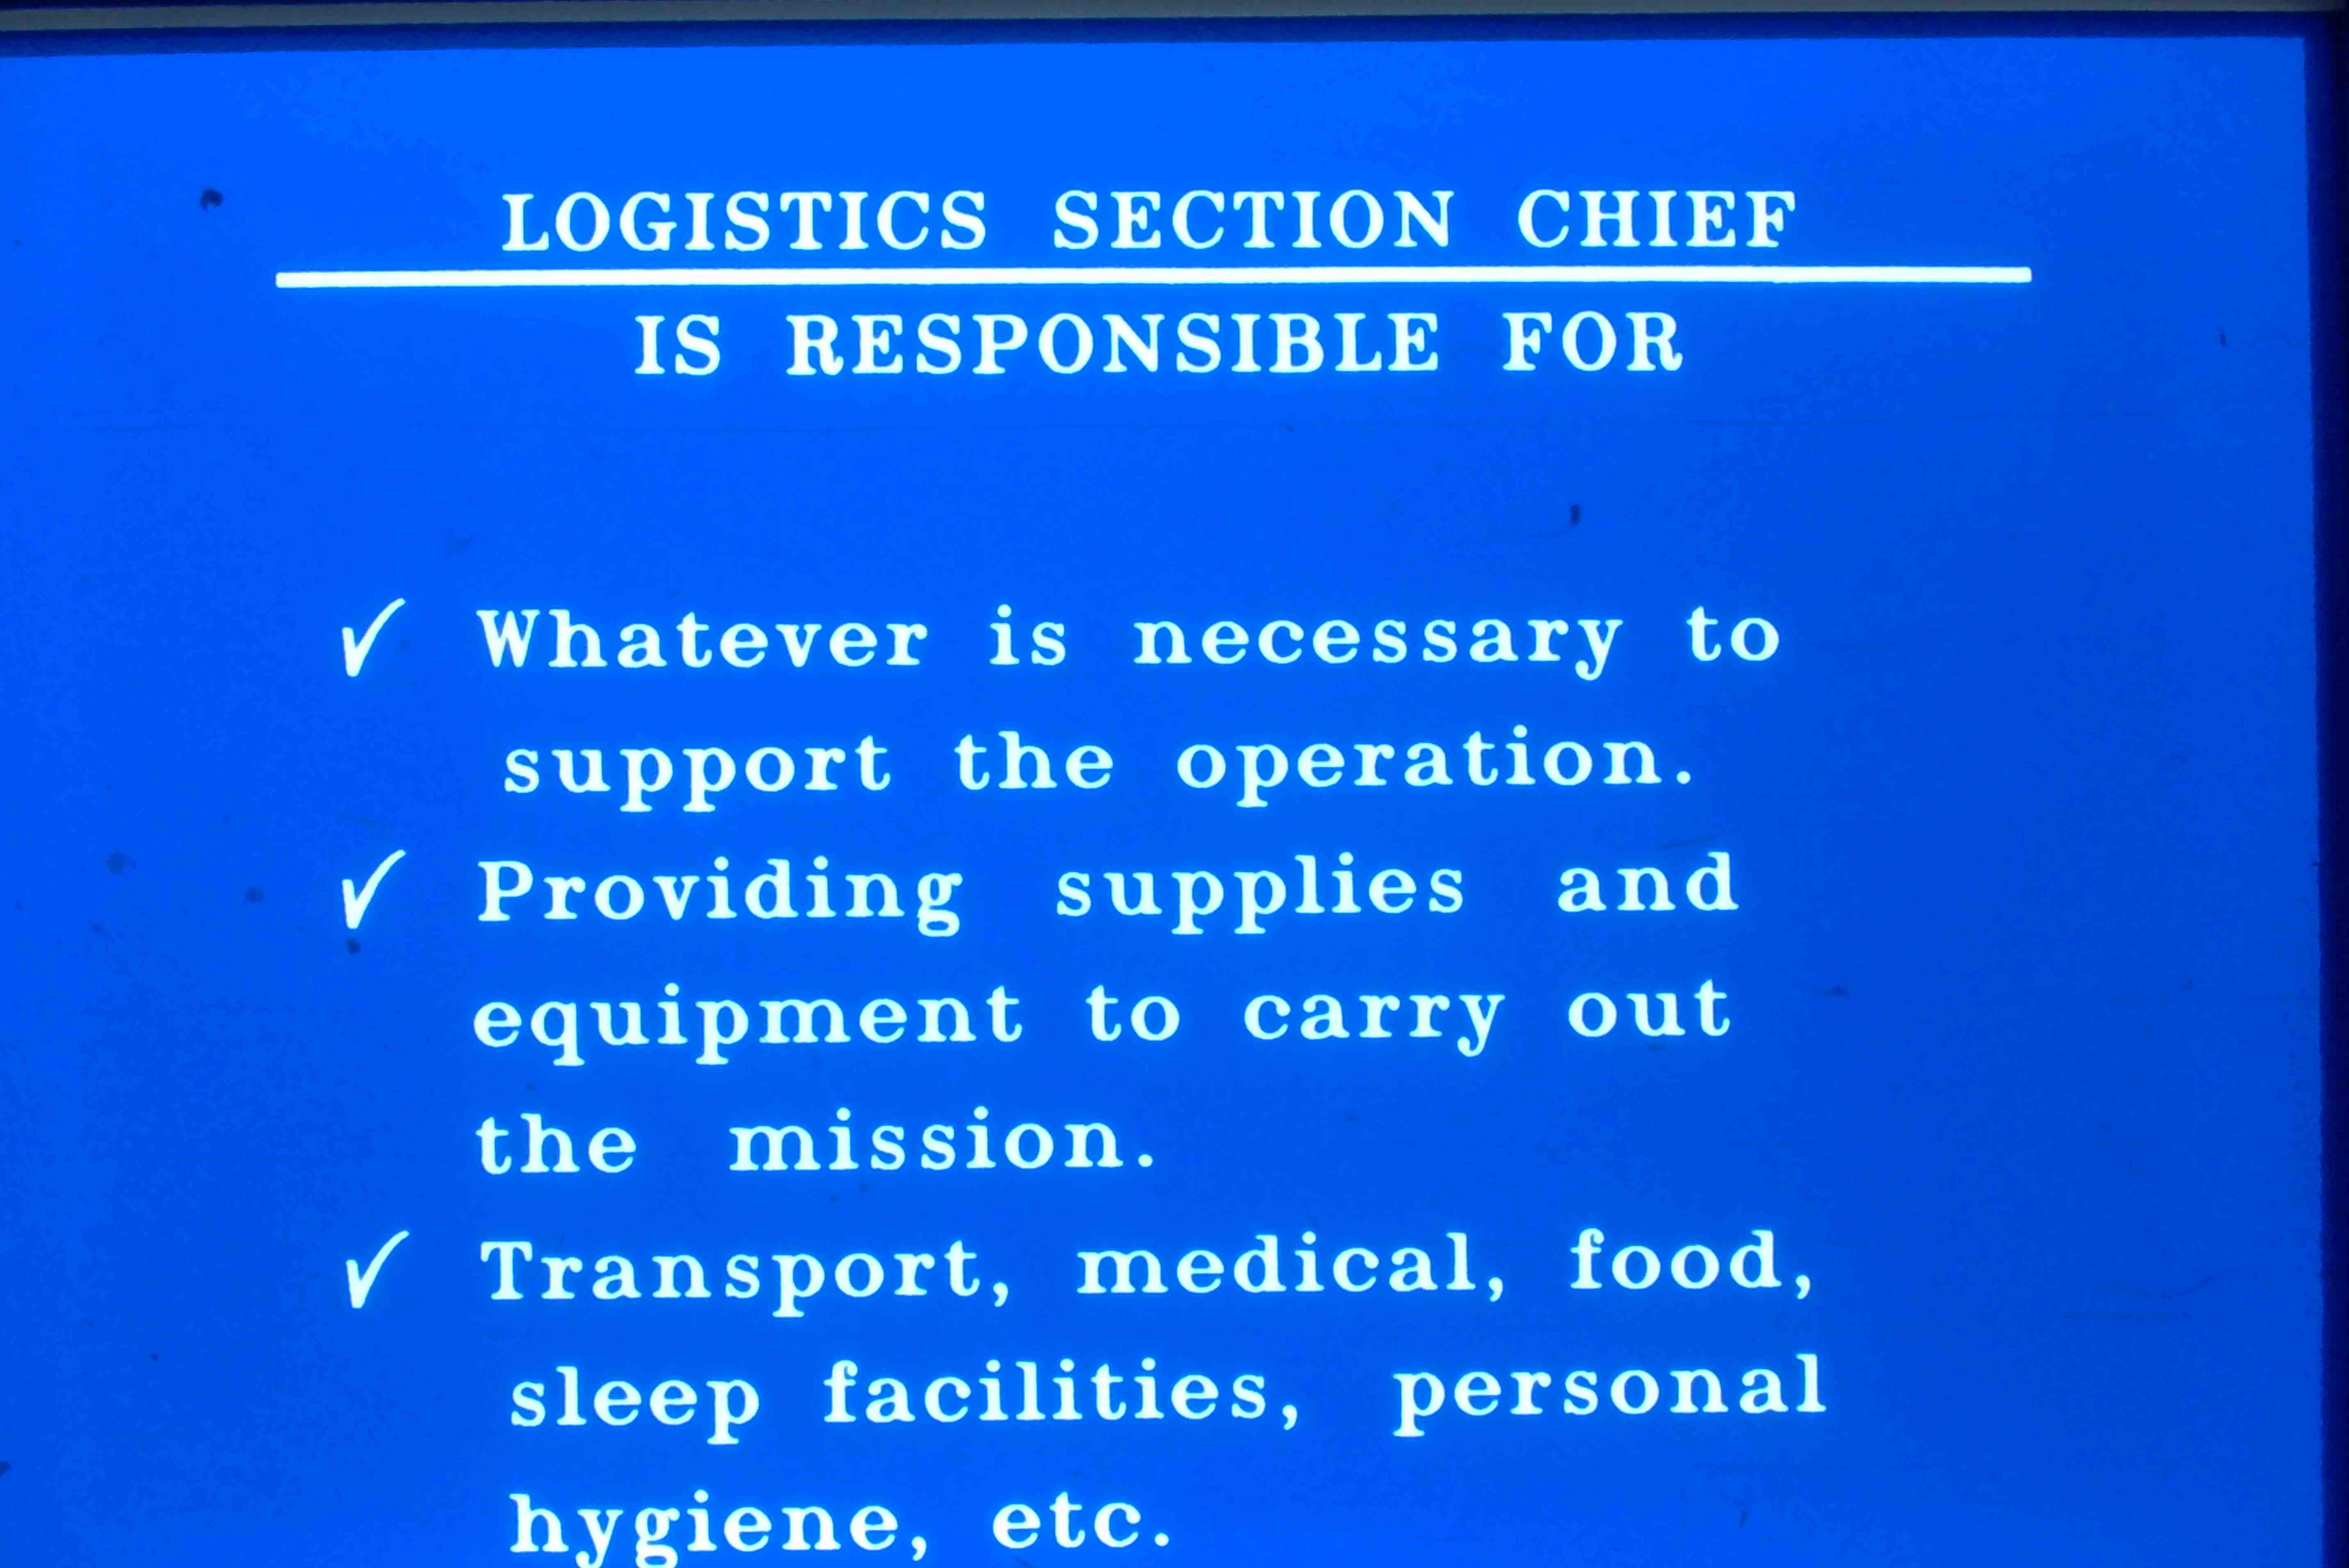 LOGISTICS SECTION CHIEF
IS RESPONSIBLE FOR
✓ Whatever is necessary to
support the operation.
✓ Providing supplies and
equipment to carry out
the mission.
✓ Transport, medical, food,
sleep facilities, personal
hygiene, etc.